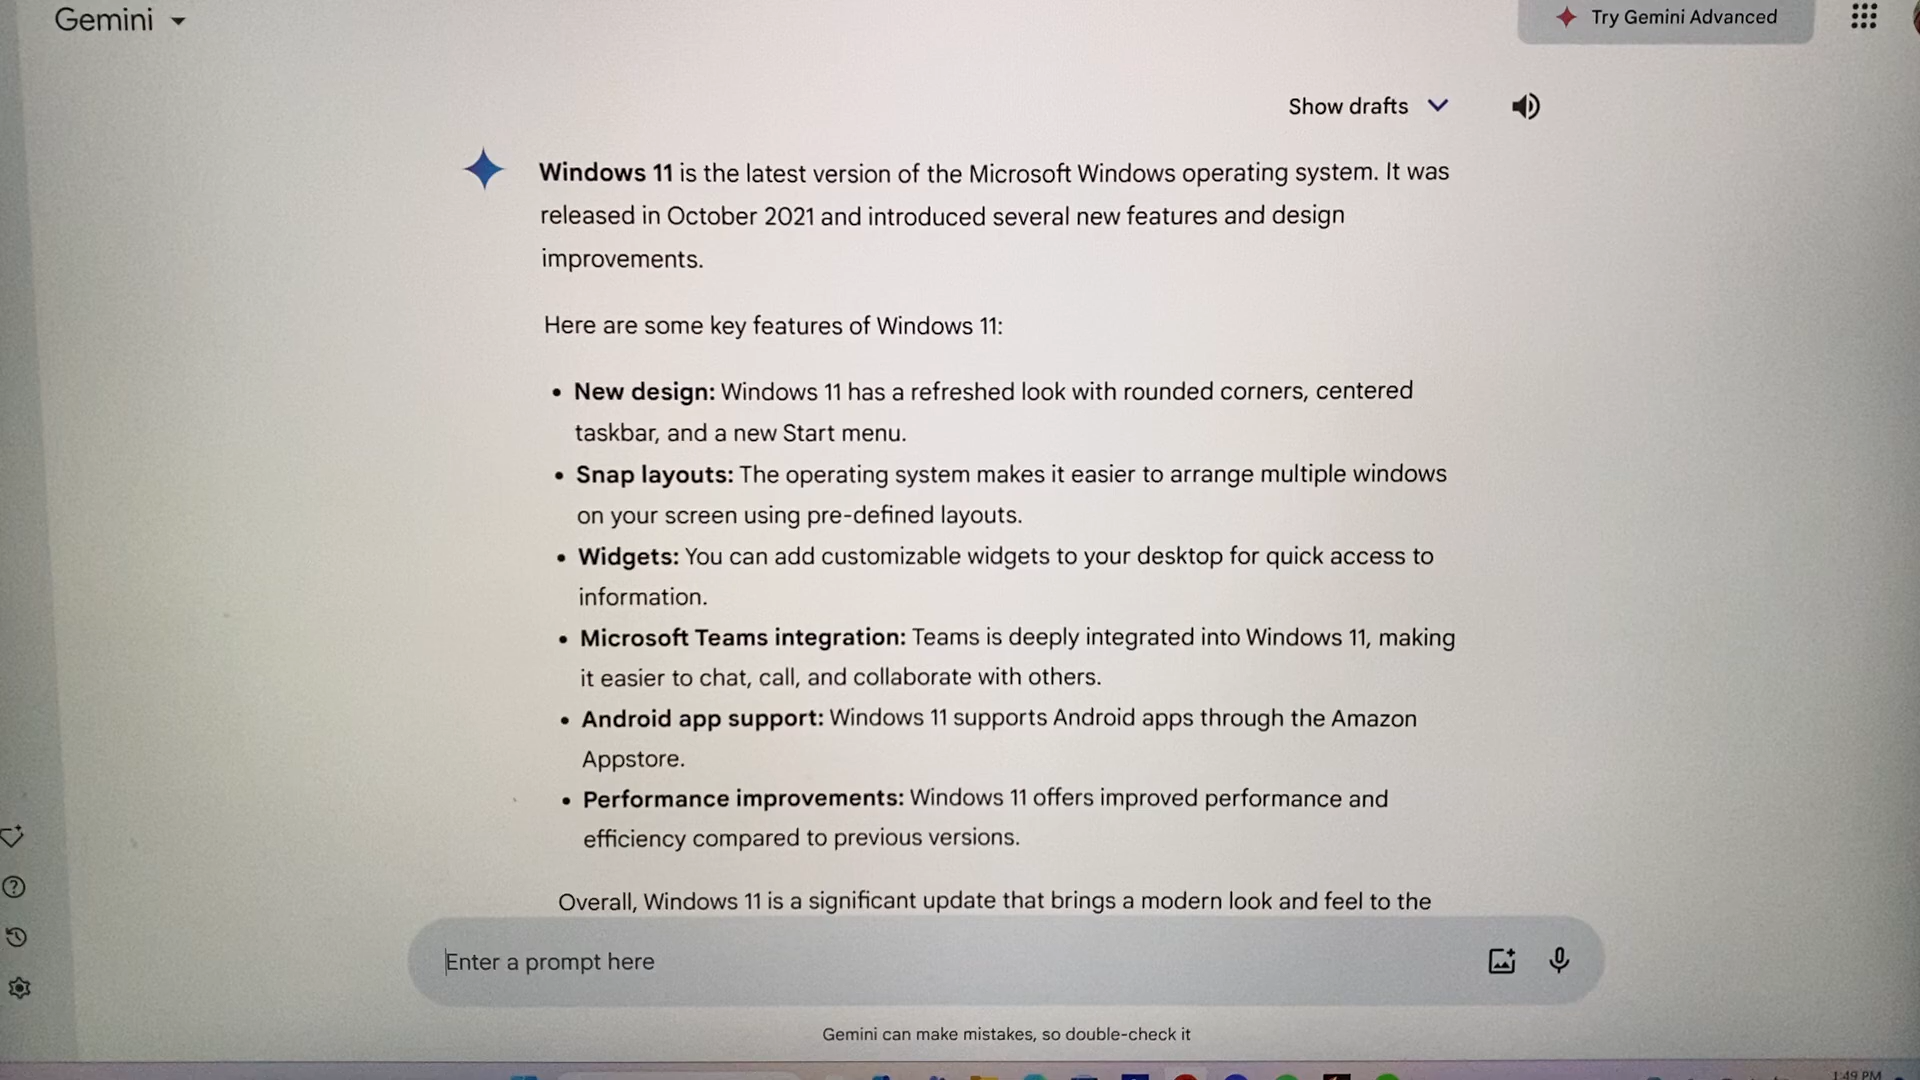 Gemini
Try Gemini Advanced
Show drafts
Windows 11 is the latest version of the Microsoft Windows operating system. It was
released in October 2021 and introduced several new features and design
improvements.
Here are some key features of Windows 11:
• New design: Windows 11 has a refreshed look with rounded corners, centered
taskbar, and a new Start menu.
• Snap layouts: The operating system makes it easier to arrange multiple windows
on your screen using pre-defined layouts.
• Widgets: You can add customizable widgets to your desktop for quick access to
information.
• Microsoft Teams integration: Teams is deeply integrated into Windows 11, making
it easier to chat, call, and collaborate with others.
• Android app support: Windows 11 supports Android apps through the Amazon
Appstore.
• Performance improvements: Windows 11 offers improved performance and
efficiency compared to previous versions.
Overall, Windows 11 is a significant update that brings a modern look and feel to the
Enter a prompt here
Gemini can make mistakes, so double-check it
1:49 PM